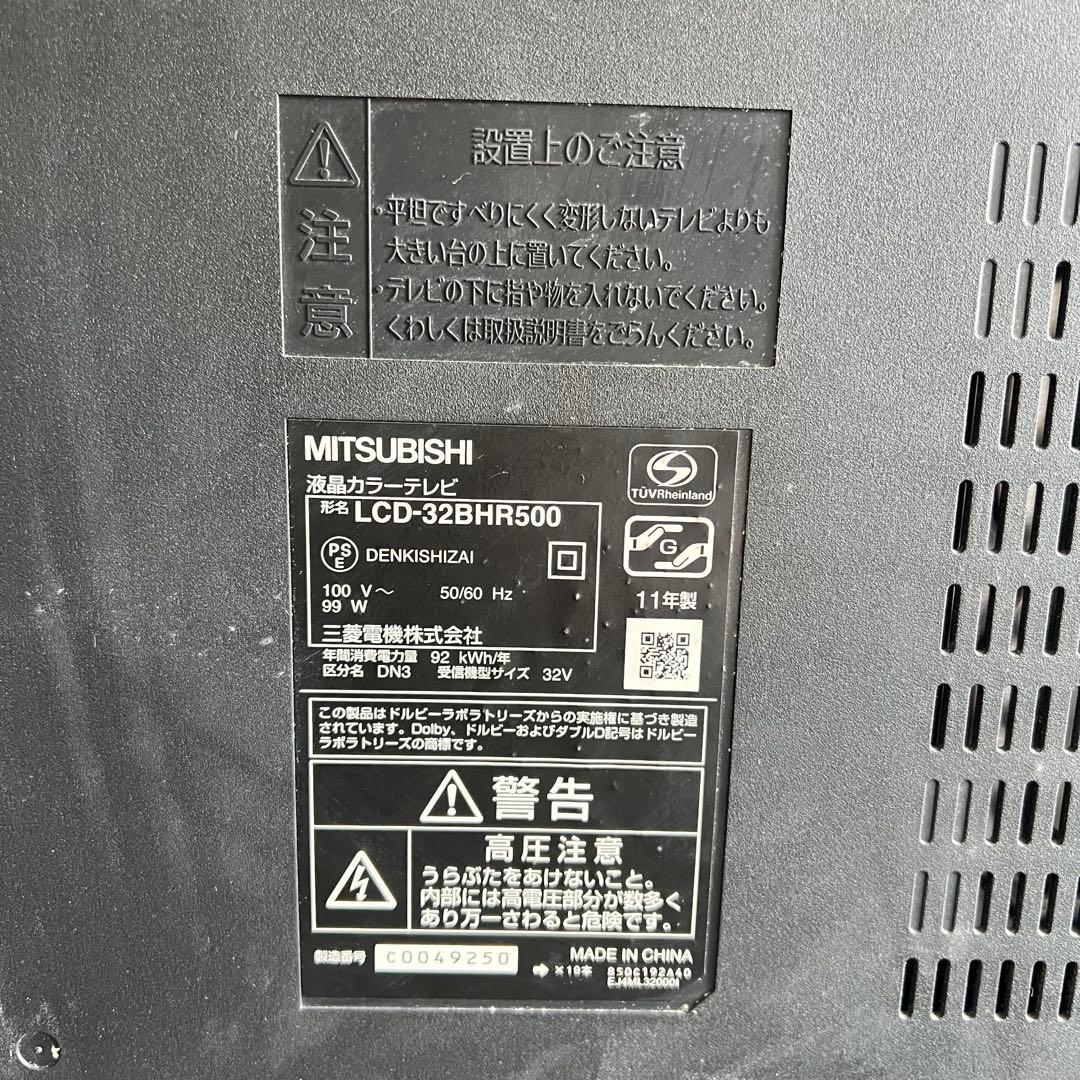 設置上のご注意
注意
・平坦ですべりにくく変形しないテレビよりも
大きい台の上に置いてください。
・テレビの下に指や物を入れないでください。
くわしくは取扱説明書をごらんください。
MITSUBISHI
液晶カラーテレビ
形名 LCD-32BHR500
PSE DENKISHIZAI
100 V～ 50/60 Hz
99 W
三菱電機株式会社
年間消費電力量 92 kWh/年
区分名 DN3 受信機型サイズ 32V
S
TÜVRheinland
G
11年製
この製品はドルビーラボラトリーズからの実施権に基づき製造
されています。Dolby、ドルビーおよびダブルD記号はドルビー
ラボラトリーズの商標です。
警告
高圧注意
うらぶたをあけないこと。
内部には高電圧部分が数多く
あり万一さわると危険です。
製造番号 C0049250
MADE IN CHINA
➡ ×19本 850C192A40
EJ4ML32000I